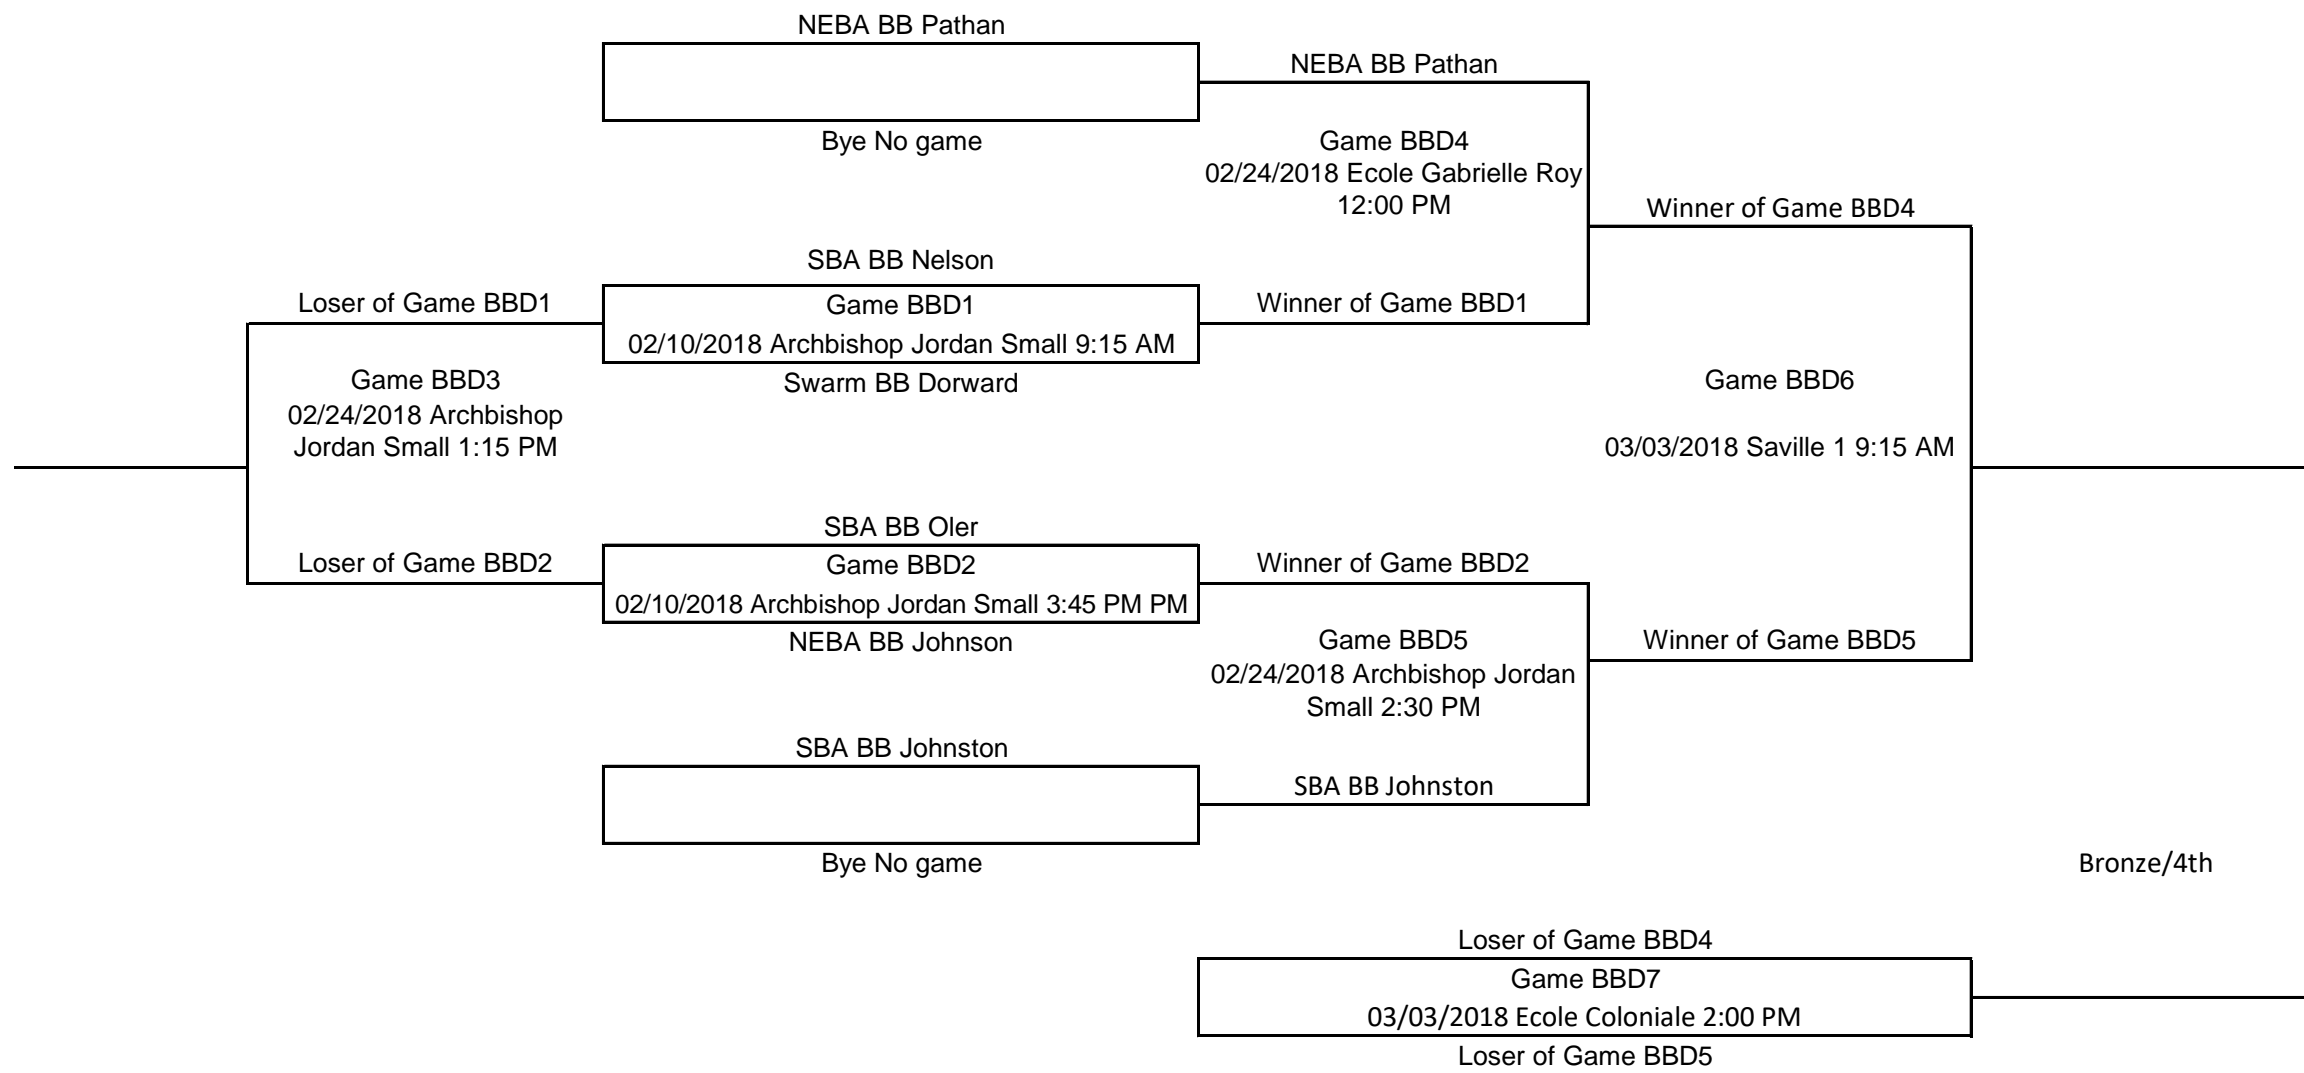 NEBA BB Pathan
NEBA BB Pathan
Bye No game
Game BBD4
02/24/2018 Ecole Gabrielle Roy
12:00 PM
Winner of Game BBD4
SBA BB Nelson
Loser of Game BBD1
Game BBD1
Winner of Game BBD1
02/10/2018 Archbishop Jordan Small 9:15 AM
Swarm BB Dorward
Game BBD3
02/24/2018 Archbishop
Jordan Small 1:15 PM
Game BBD6
03/03/2018 Saville 1 9:15 AM
SBA BB Oler
Loser of Game BBD2
Game BBD2
Winner of Game BBD2
02/10/2018 Archbishop Jordan Small 3:45 PM PM
NEBA BB Johnson
Game BBD5
02/24/2018 Archbishop Jordan
Small 2:30 PM
Winner of Game BBD5
SBA BB Johnston
SBA BB Johnston
Bye No game
Bronze/4th
Loser of Game BBD4
Game BBD7
03/03/2018 Ecole Coloniale 2:00 PM
Loser of Game BBD5